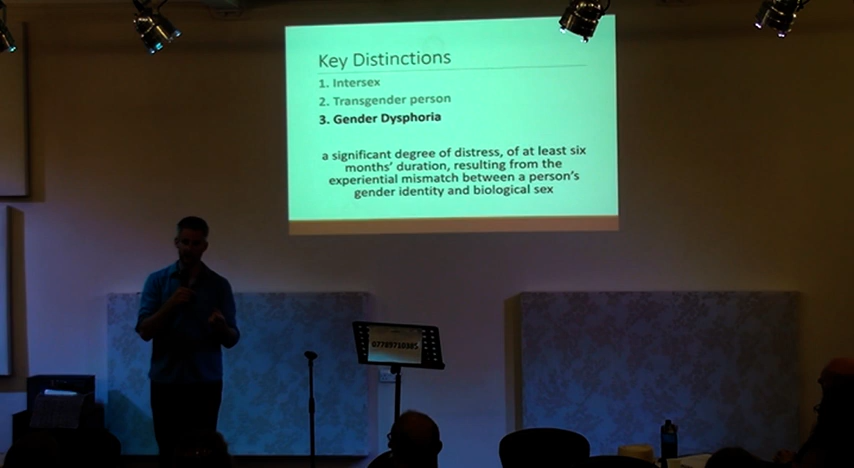 Key Distinctions
1. Intersex
2. Transgender person
3. Gender Dysphoria
a significant degree of distress, of at least six
months' duration, resulting from the
experiential mismatch between a person's
gender identity and biological sex
07789710385